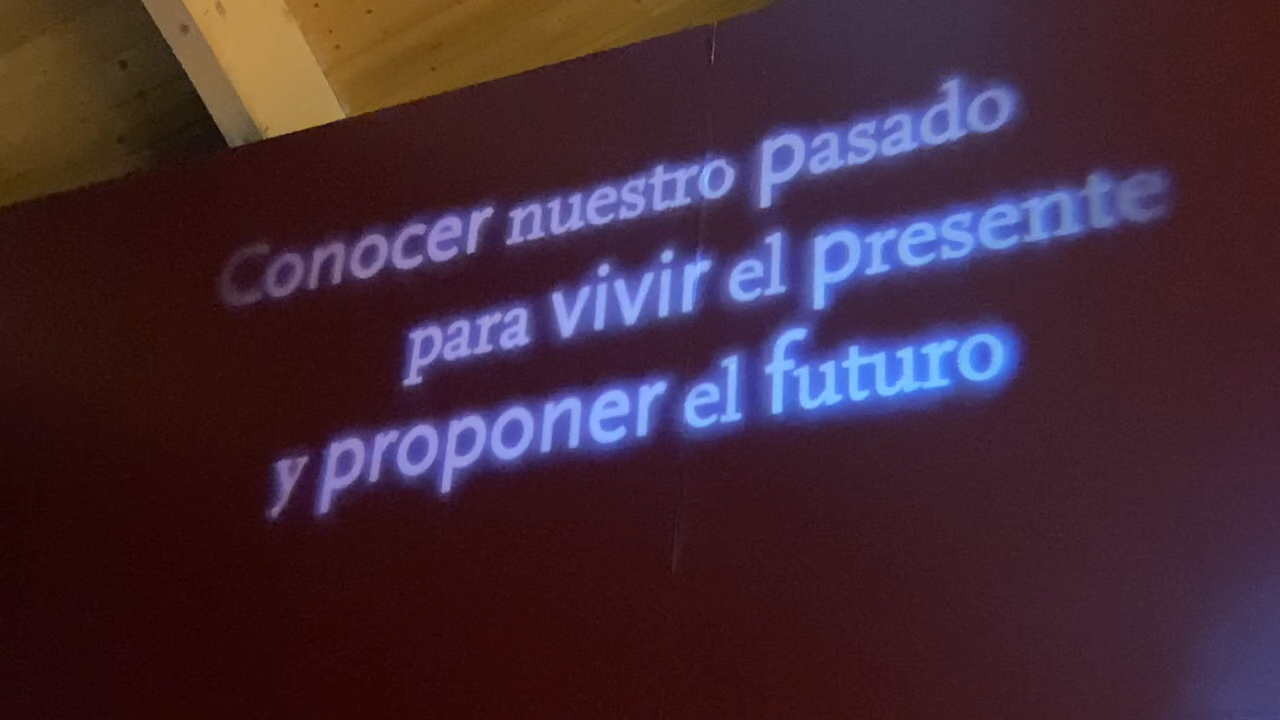 Conocer nuestro pasado
para vivir el presente
y proponer el futuro